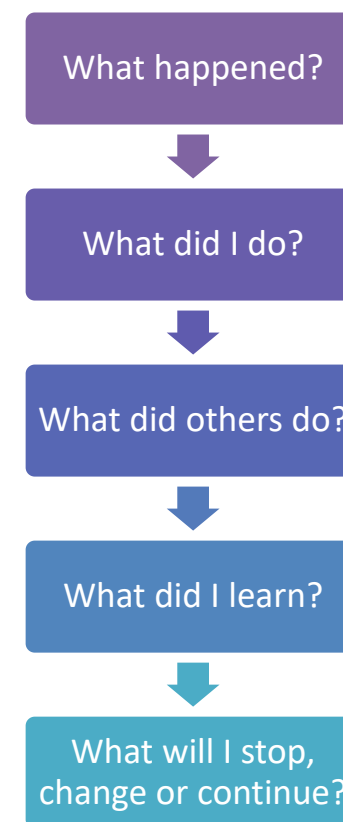 What happened?
What did I do?
What did others do?
What did I learn?
What will I stop,
change or continue?